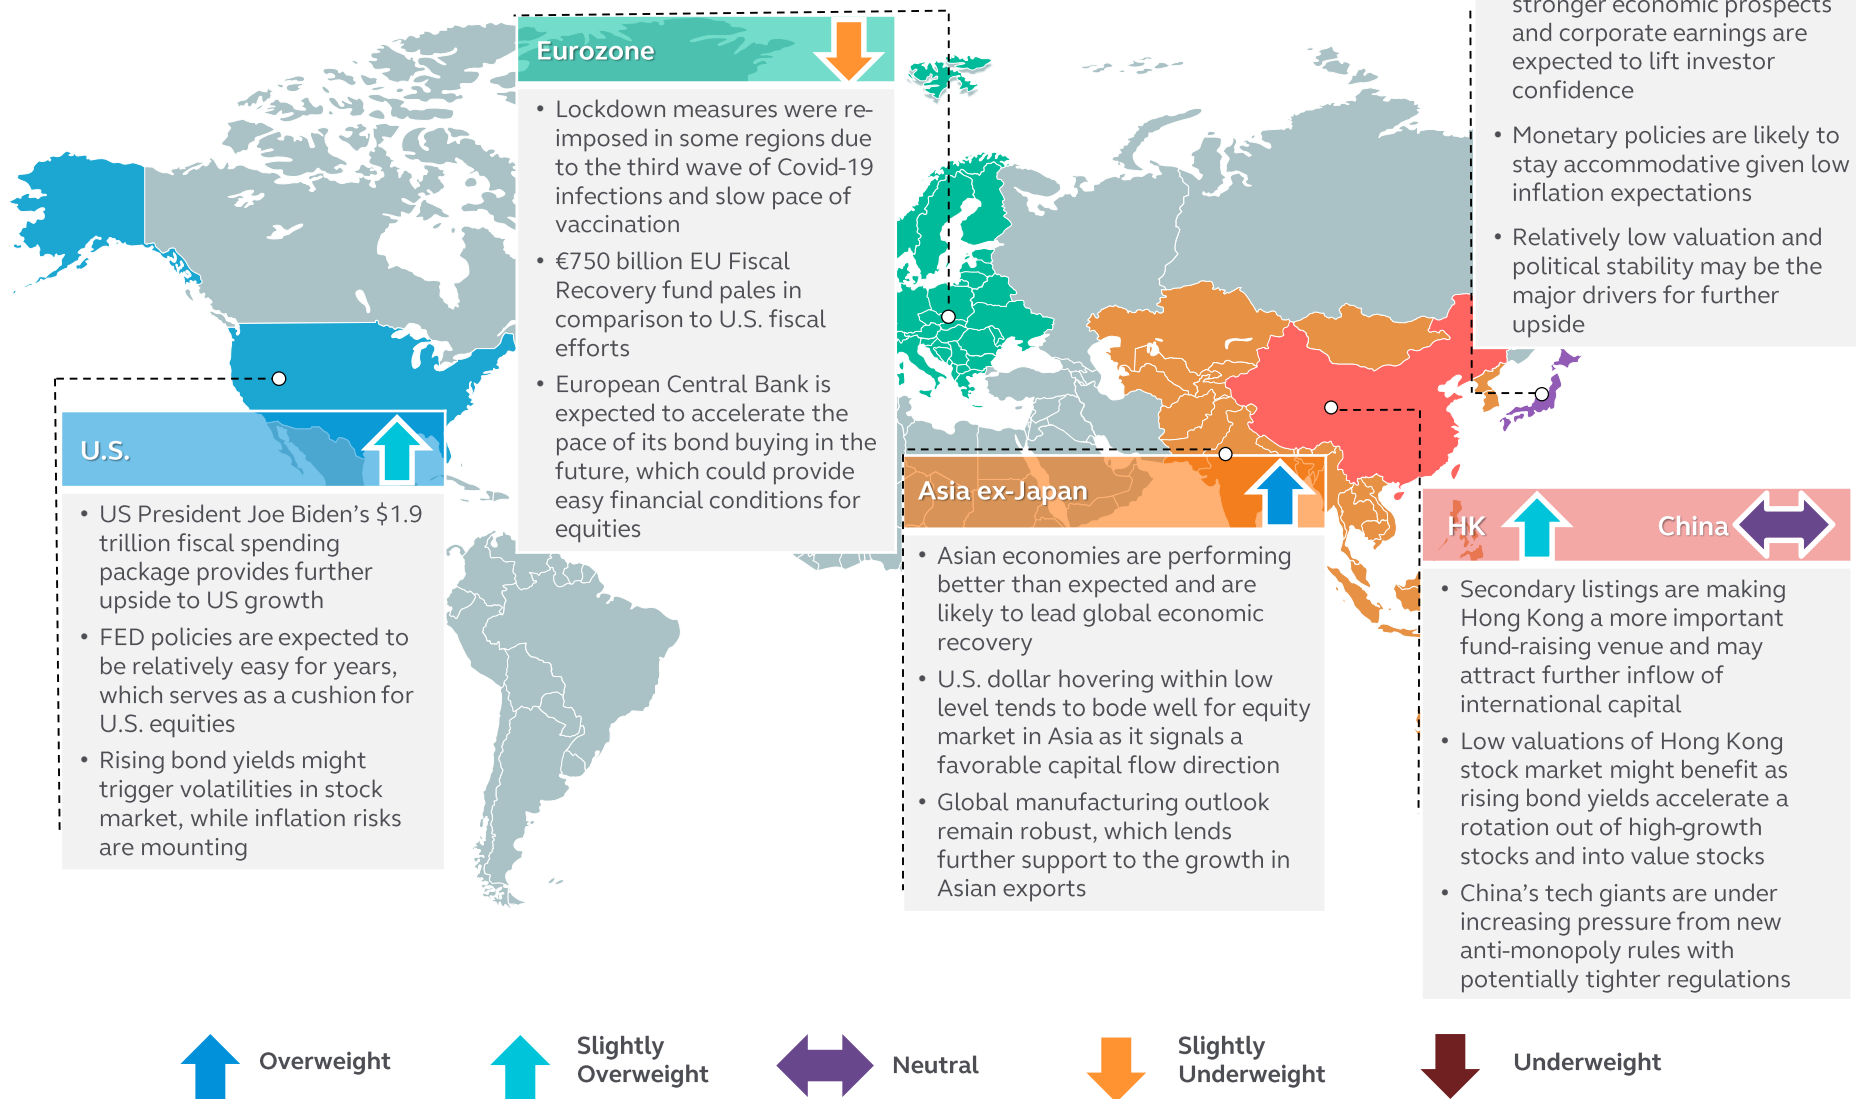 Eurozone
• Lockdown measures were re-
imposed in some regions due
to the third wave of Covid-19
infections and slow pace of
vaccination
• €750 billion EU Fiscal
Recovery fund pales in
comparison to U.S. fiscal
efforts
• European Central Bank is
expected to accelerate the
pace of its bond buying in the
future, which could provide
easy financial conditions for
equities
stronger economic prospects
and corporate earnings are
expected to lift investor
confidence
• Monetary policies are likely to
stay accommodative given low
inflation expectations
• Relatively low valuation and
political stability may be the
major drivers for further
upside
U.S.
• US President Joe Biden’s $1.9
trillion fiscal spending
package provides further
upside to US growth
• FED policies are expected to
be relatively easy for years,
which serves as a cushion for
U.S. equities
• Rising bond yields might
trigger volatilities in stock
market, while inflation risks
are mounting
Asia ex-Japan
• Asian economies are performing
better than expected and are
likely to lead global economic
recovery
• U.S. dollar hovering within low
level tends to bode well for equity
market in Asia as it signals a
favorable capital flow direction
• Global manufacturing outlook
remain robust, which lends
further support to the growth in
Asian exports
HK China
• Secondary listings are making
Hong Kong a more important
fund-raising venue and may
attract further inflow of
international capital
• Low valuations of Hong Kong
stock market might benefit as
rising bond yields accelerate a
rotation out of high-growth
stocks and into value stocks
• China’s tech giants are under
increasing pressure from new
anti-monopoly rules with
potentially tighter regulations
Overweight
Slightly
Overweight
Neutral
Slightly
Underweight
Underweight